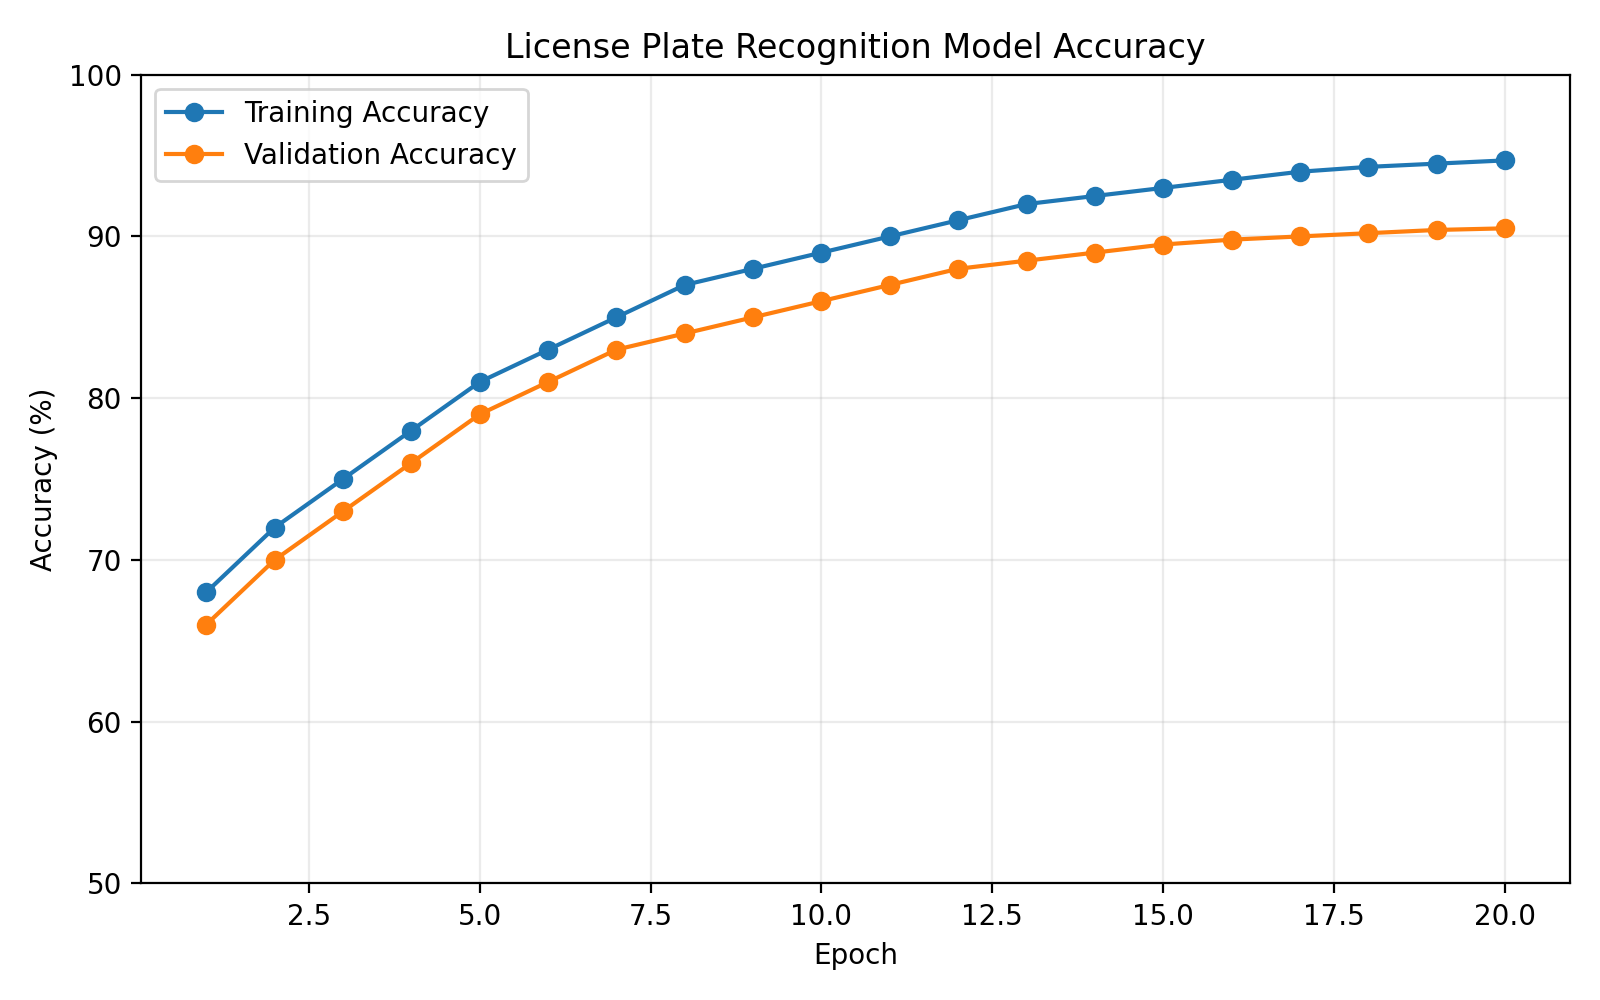 License Plate Recognition Model Accuracy
Training Accuracy
Validation Accuracy
Accuracy (%)
100
90
80
70
60
50
2.5 5.0 7.5 10.0 12.5 15.0 17.5 20.0
Epoch